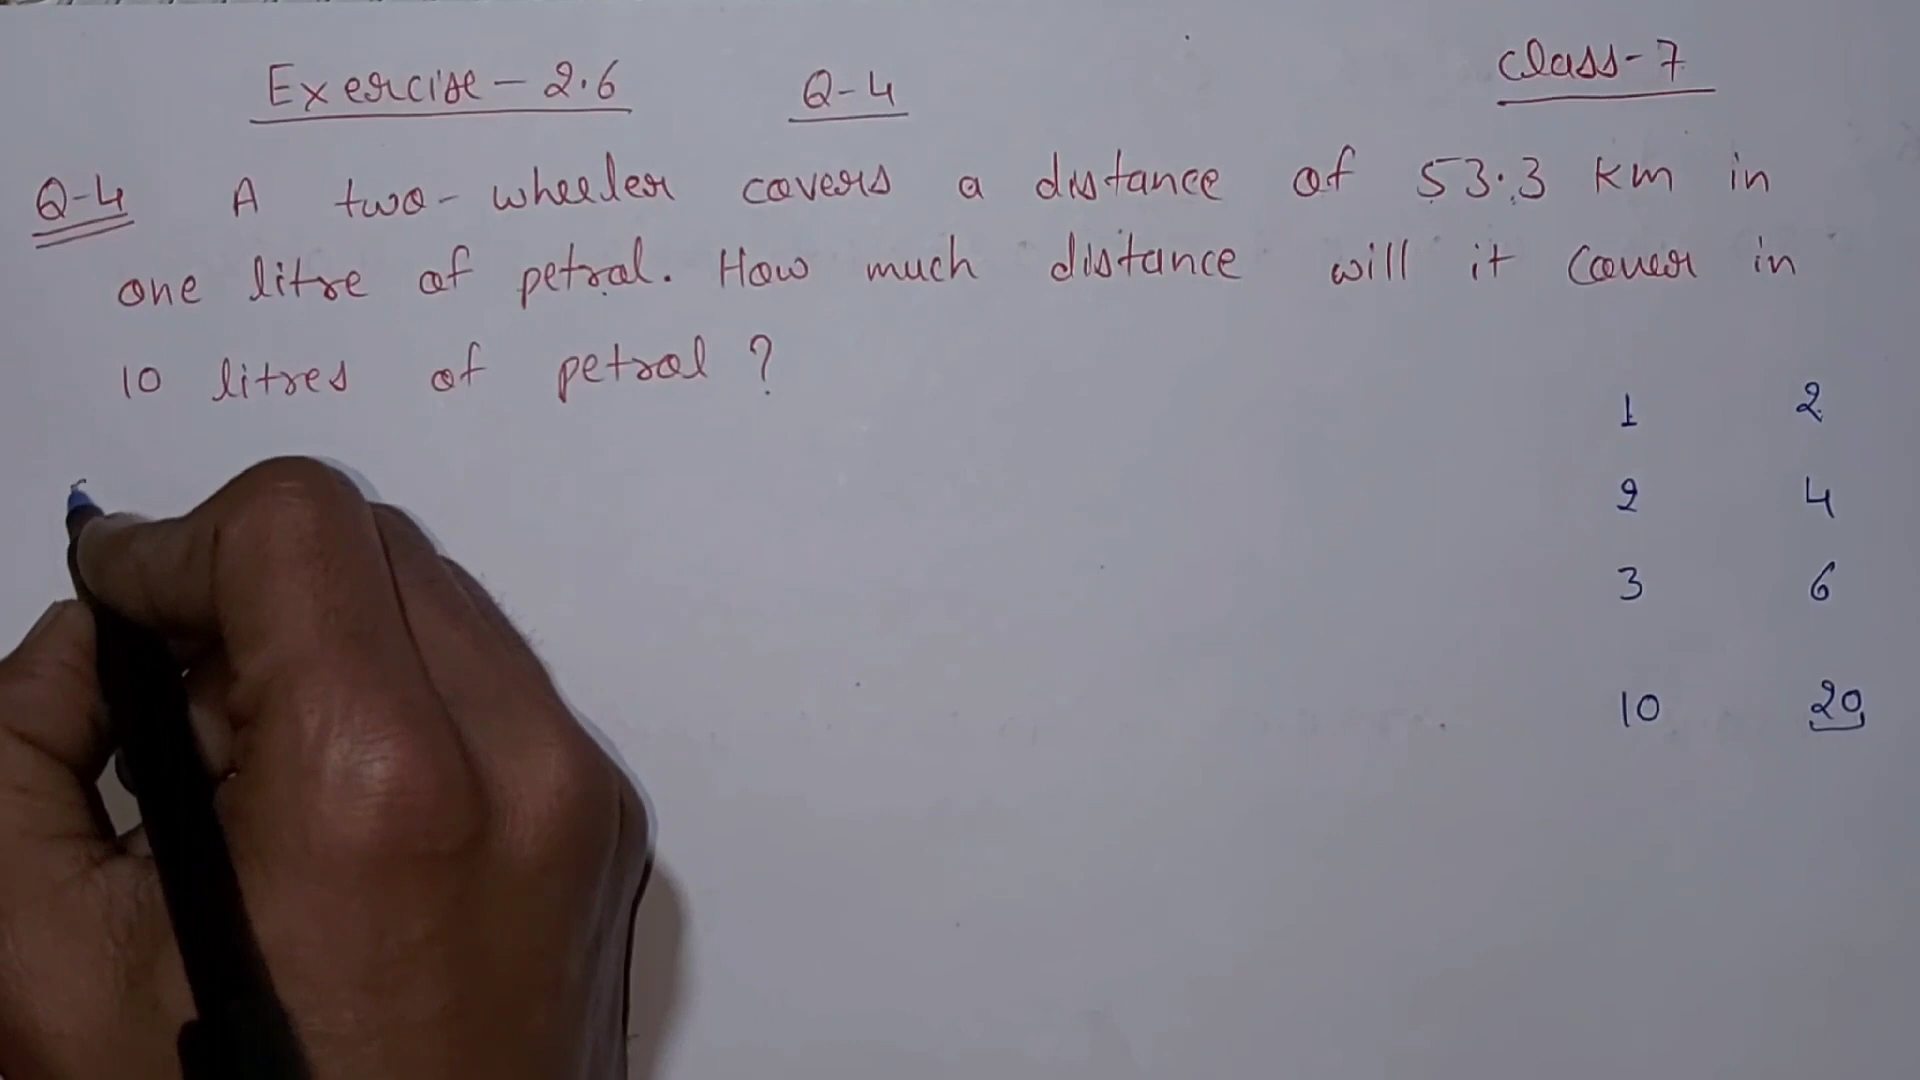 Exercise - 2.6 Q-4 Class-7
Q-4 A two-wheeler covers a distance of 53.3 km in
one litre of petrol. How much distance will it cover in
10 litres of petrol ?
1 2
2 4
3 6
10 20